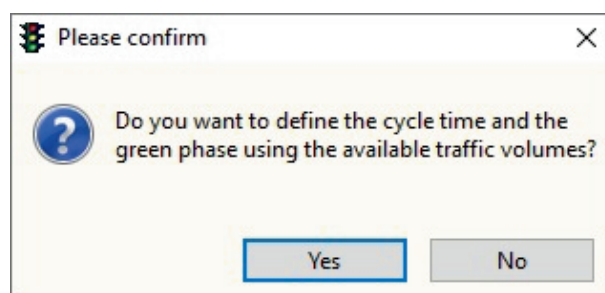 Please confirm
Do you want to define the cycle time and the
green phase using the available traffic volumes?
Yes
No